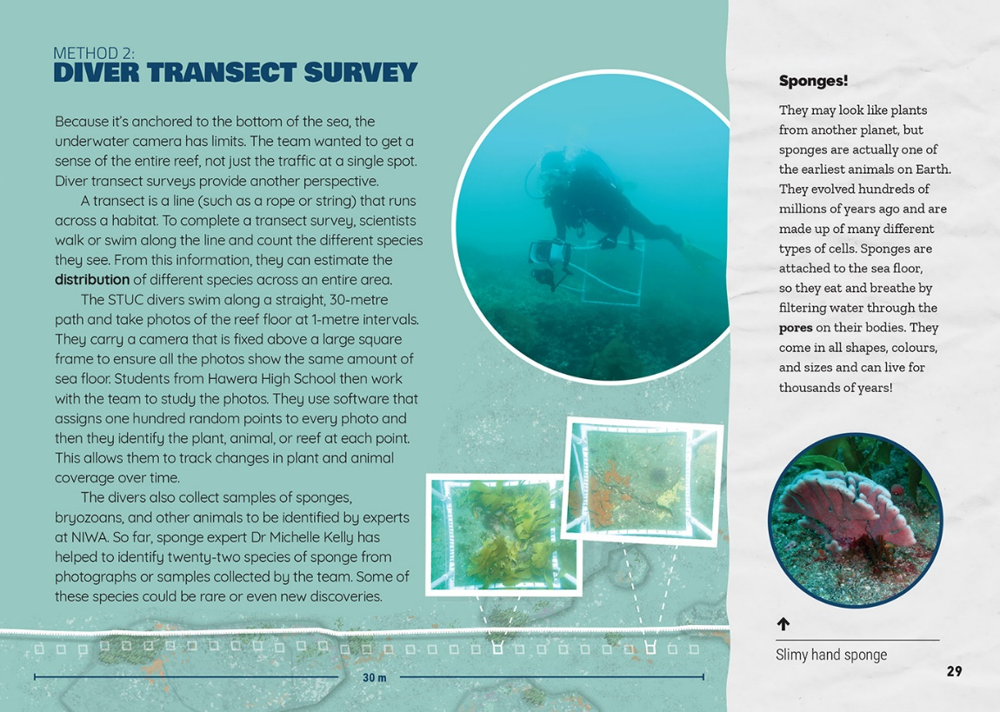 METHOD 2:
DIVER TRANSECT SURVEY
Because it's anchored to the bottom of the sea, the
underwater camera has limits. The team wanted to get a
sense of the entire reef, not just the traffic at a single spot.
Diver transect surveys provide another perspective.
A transect is a line (such as a rope or string) that runs
across a habitat. To complete a transect survey, scientists
walk or swim along the line and count the different species
they see. From this information, they can estimate the
distribution of different species across an entire area.
The STUC divers swim along a straight, 30-metre
path and take photos of the reef floor at 1-metre intervals.
They carry a camera that is fixed above a large square
frame to ensure all the photos show the same amount of
sea floor. Students from Hawera High School then work
with the team to study the photos. They use software that
assigns one hundred random points to every photo and
then they identify the plant, animal, or reef at each point.
This allows them to track changes in plant and animal
coverage over time.
The divers also collect samples of sponges,
bryozoans, and other animals to be identified by experts
at NIWA. So far, sponge expert Dr Michelle Kelly has
helped to identify twenty-two species of sponge from
photographs or samples collected by the team. Some of
these species could be rare or even new discoveries.
30 m
Sponges!
They may look like plants
from another planet, but
sponges are actually one of
the earliest animals on Earth.
They evolved hundreds of
millions of years ago and are
made up of many different
types of cells. Sponges are
attached to the sea floor,
so they eat and breathe by
filtering water through the
pores on their bodies. They
come in all shapes, colours,
and sizes and can live for
thousands of years!
Slimy hand sponge
29